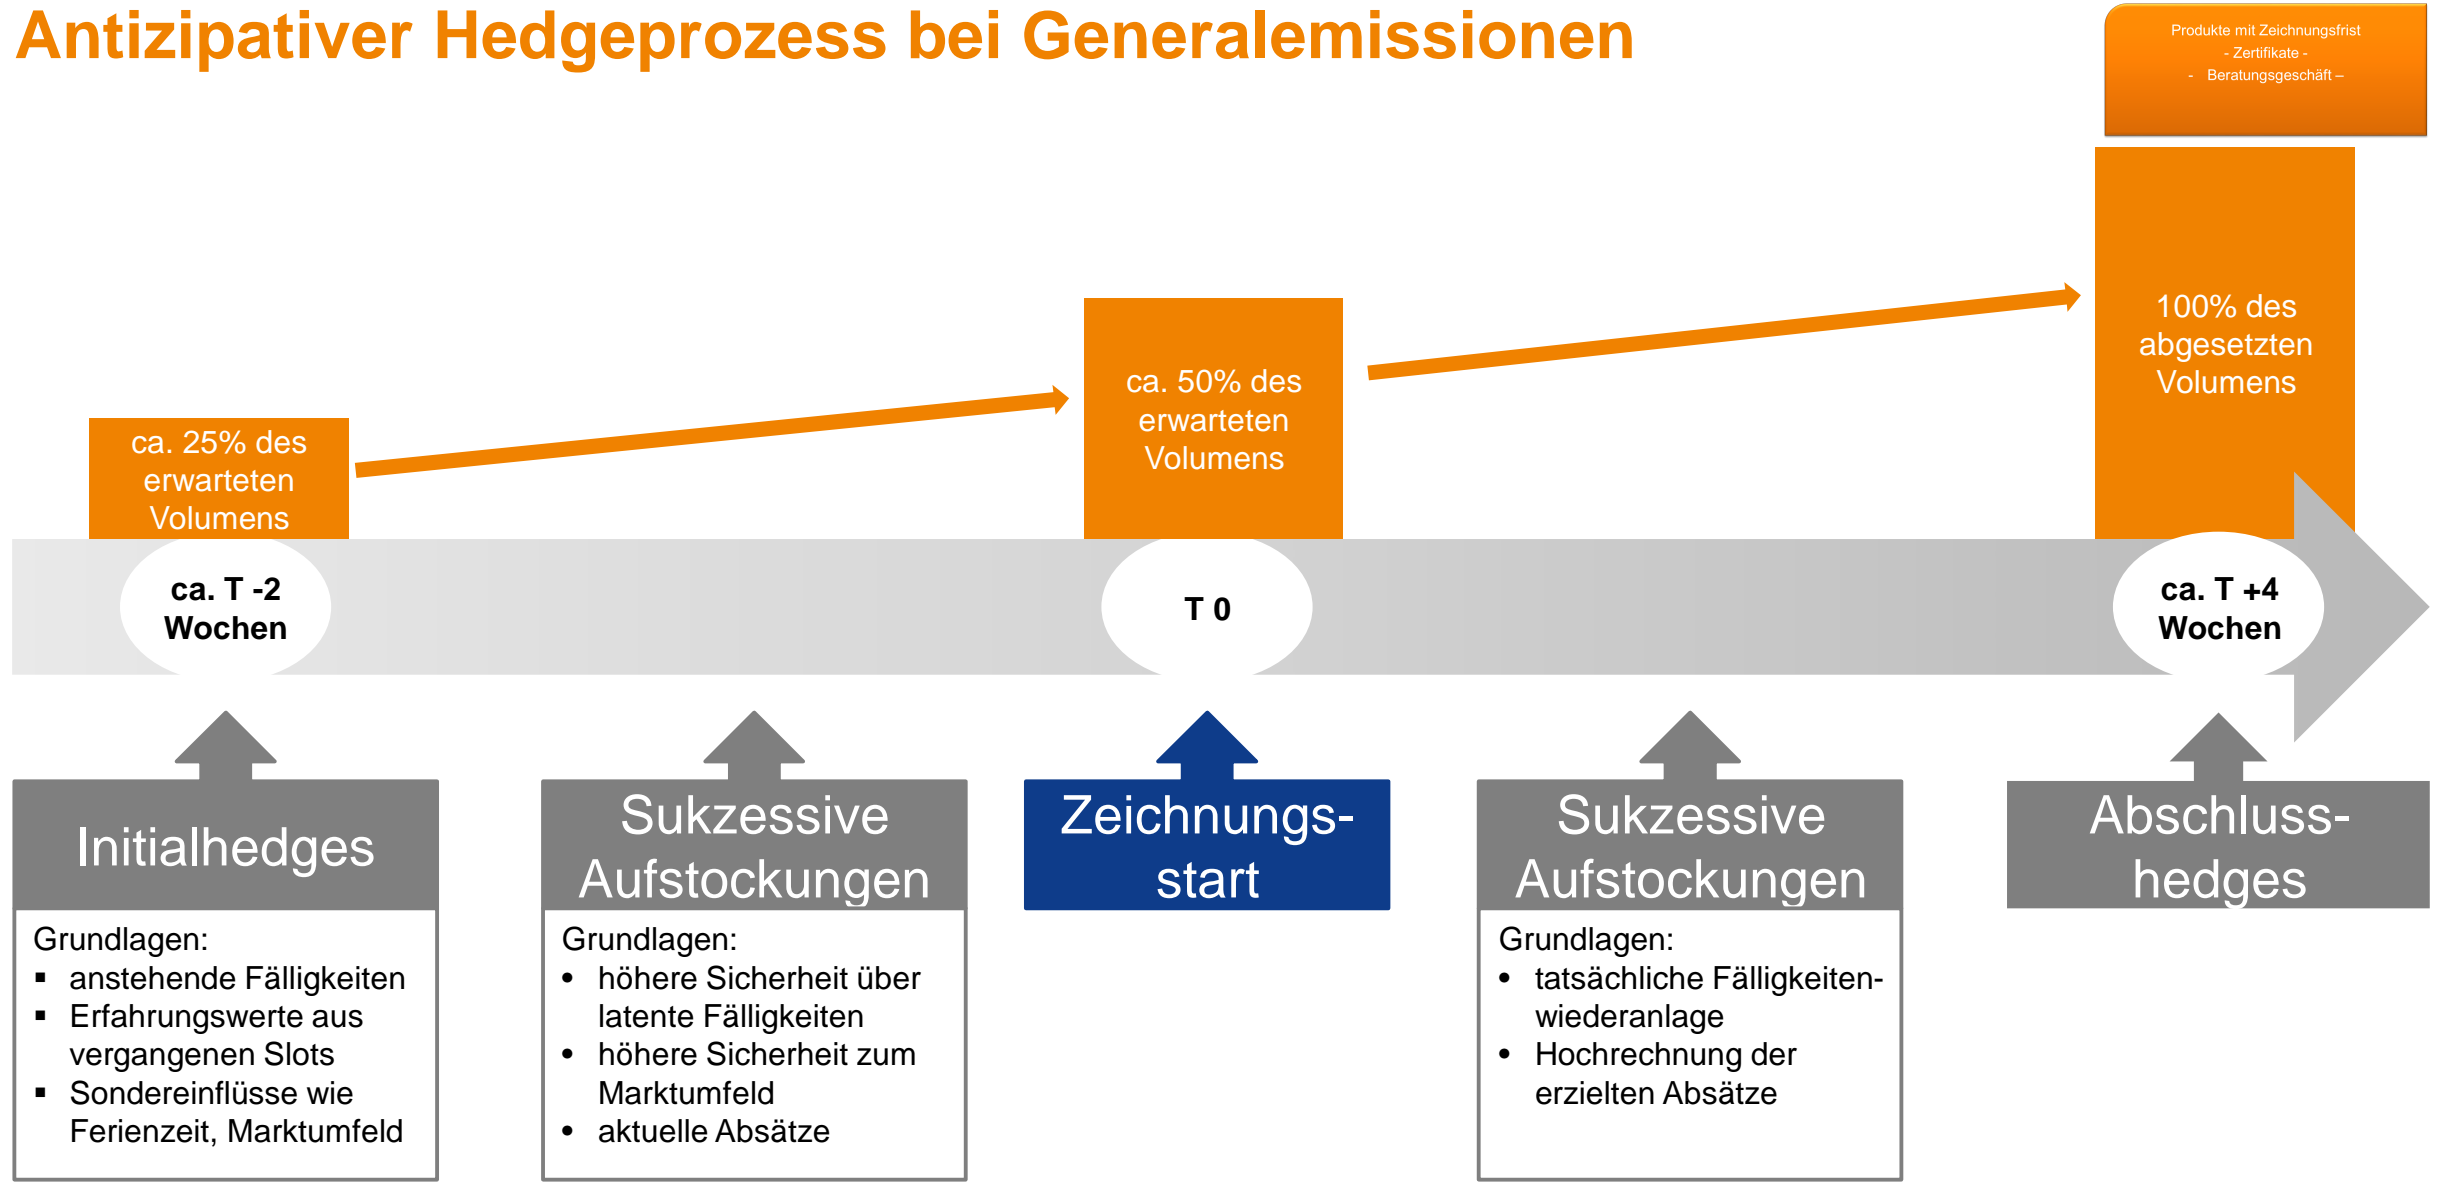 Antizipativer Hedgeprozess bei Generalemissionen
Produkte mit Zeichnungsfrist
- Zertifikate -
- Beratungsgeschäft –
ca. 25% des
erwarteten
Volumens
ca. 50% des
erwarteten
Volumens
100% des
abgesetzten
Volumens
ca. T -2
Wochen
T 0
ca. T +4
Wochen
Initialhedges
Grundlagen:
▪ anstehende Fälligkeiten
▪ Erfahrungswerte aus
vergangenen Slots
▪ Sondereinflüsse wie
Ferienzeit, Marktumfeld
Sukzessive
Aufstockungen
Grundlagen:
• höhere Sicherheit über
latente Fälligkeiten
• höhere Sicherheit zum
Marktumfeld
• aktuelle Absätze
Zeichnungs-
start
Sukzessive
Aufstockungen
Grundlagen:
• tatsächliche Fälligkeiten-
wiederanlage
• Hochrechnung der
erzielten Absätze
Abschluss-
hedges